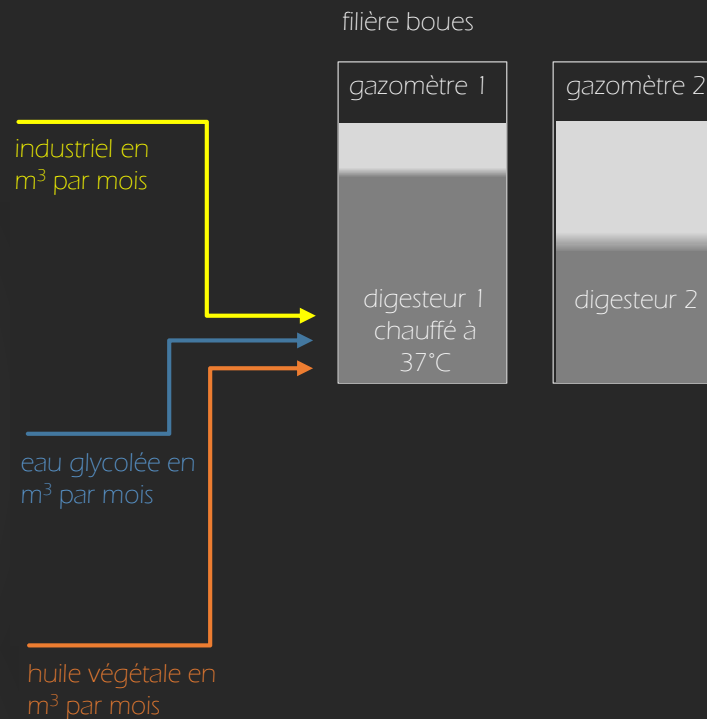 filière boues
gazomètre 1
gazomètre 2
industriel en
m³ par mois
digesteur 1
chauffé à
37°C
digesteur 2
eau glycolée en
m³ par mois
huile végétale en
m³ par mois